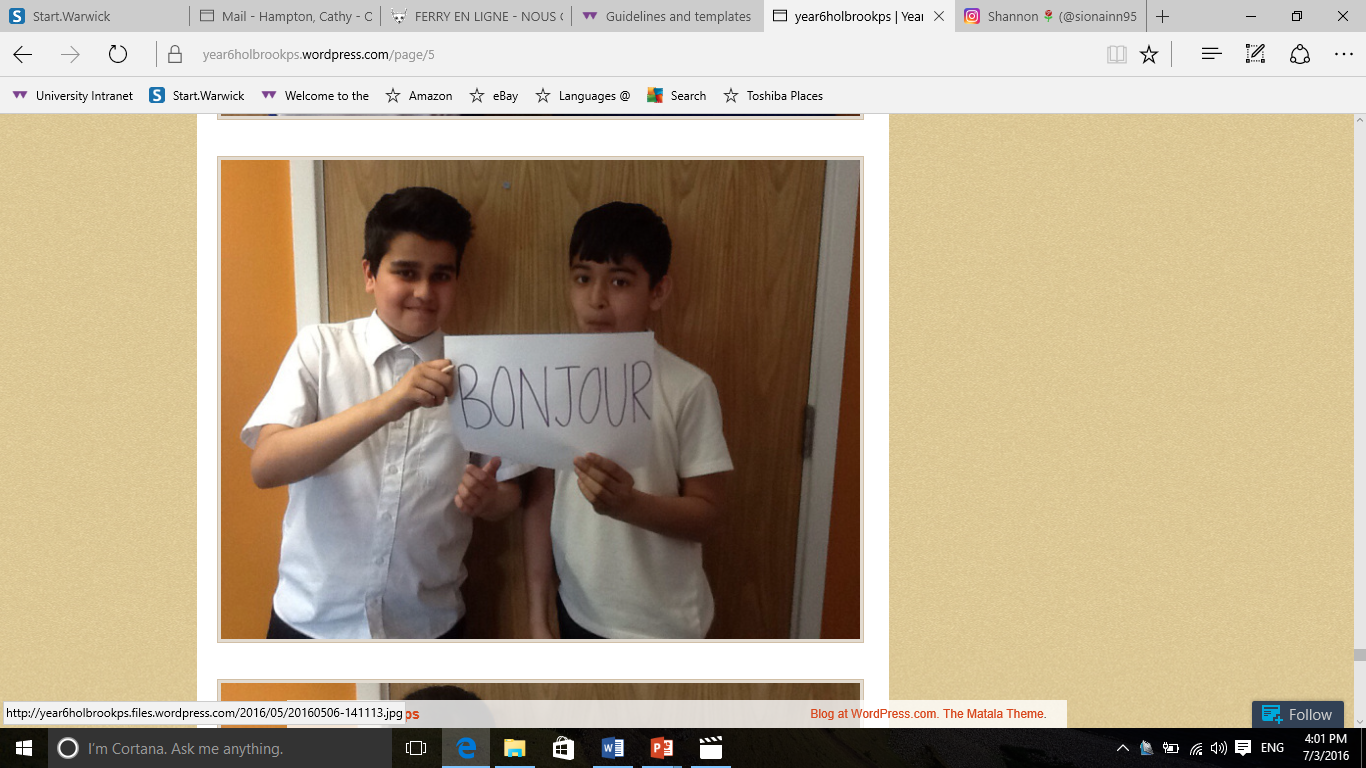 Start.Warwick
Mail - Hampton, Cathy - C
FERRY EN LIGNE - NOUS C
Guidelines and templates
year6holbrookps | Year
Shannon 🌹 (@sionainn95
year6holbrookps.wordpress.com/page/5
University Intranet
Start.Warwick
Welcome to the
Amazon
eBay
Languages @
Search
Toshiba Places
BONJOUR
http://year6holbrookps.files.wordpress.com/2016/05/20160506-141113.jpg
ps
Blog at WordPress.com. The Matala Theme.
Follow
I'm Cortana. Ask me anything.
ENG
4:01 PM
7/3/2016